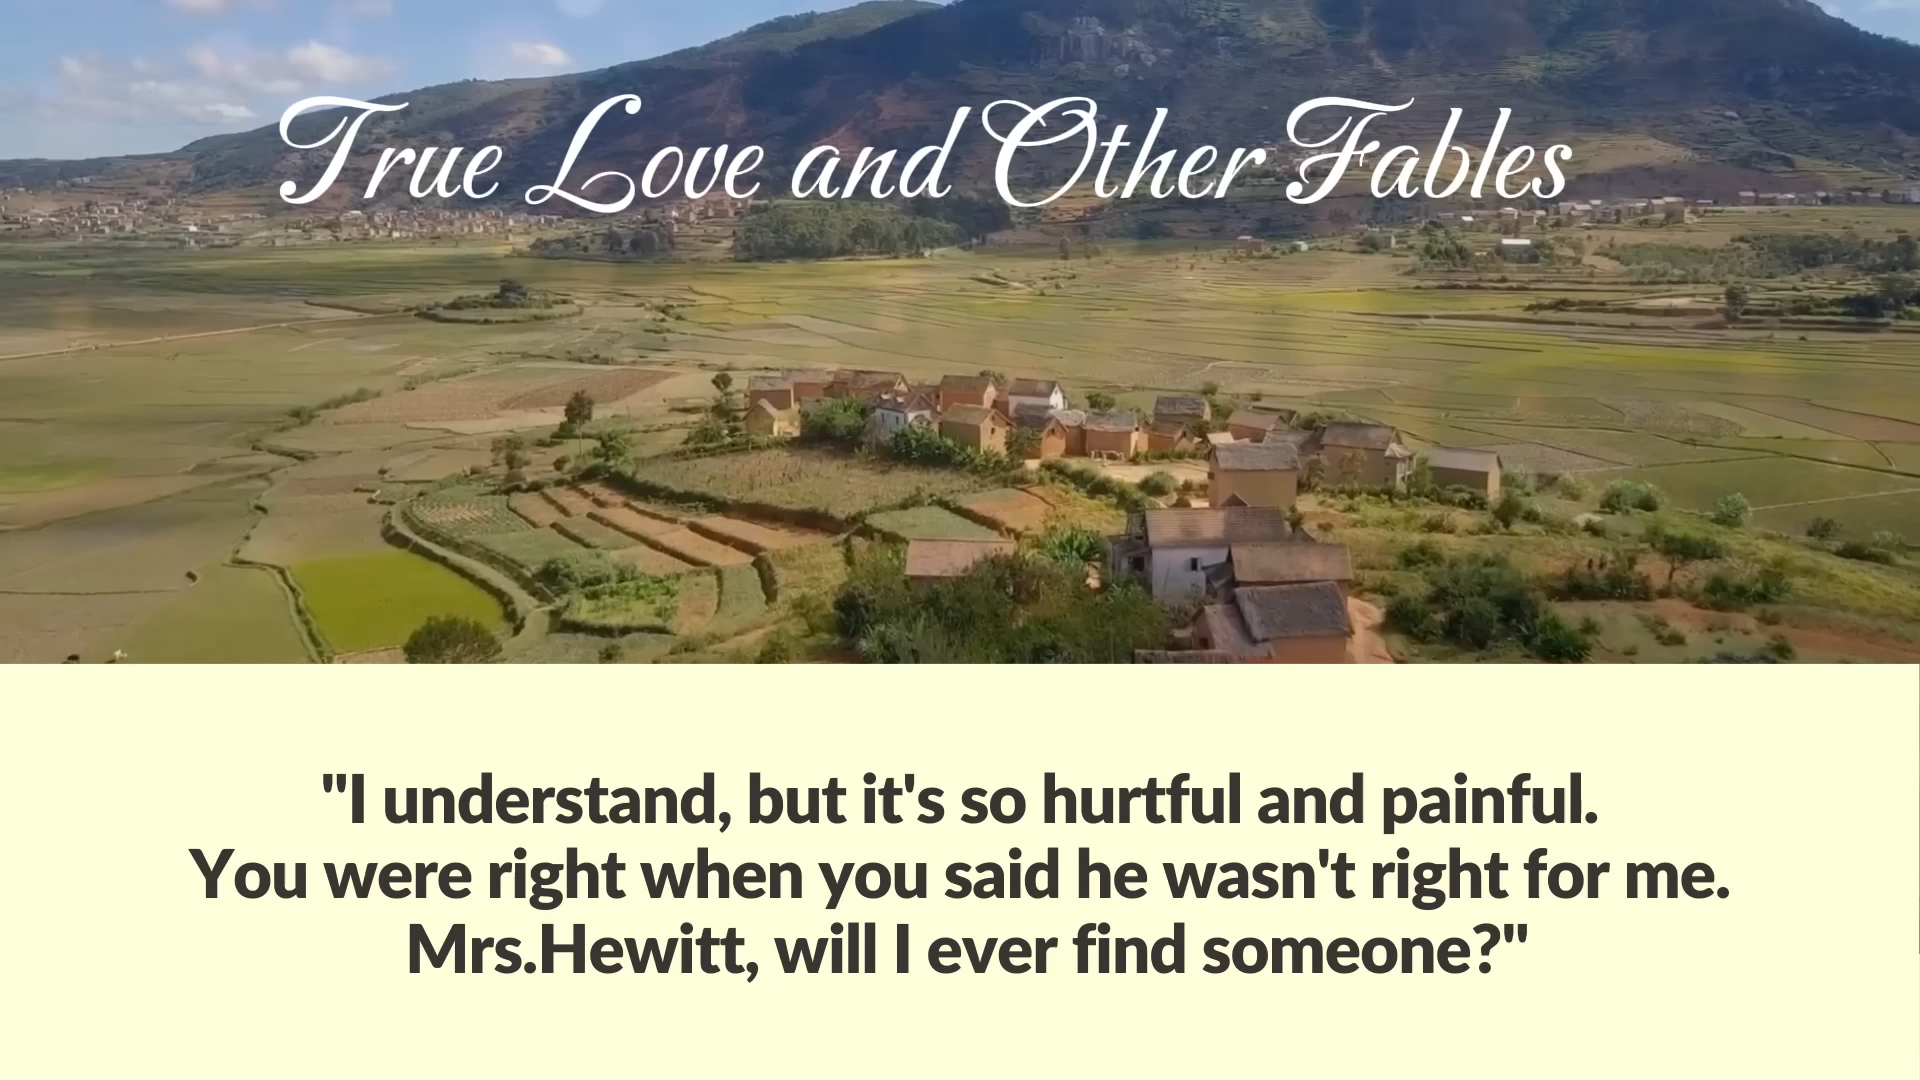 True Love and Other Fables
"I understand, but it's so hurtful and painful.
You were right when you said he wasn't right for me.
Mrs.Hewitt, will I ever find someone?"